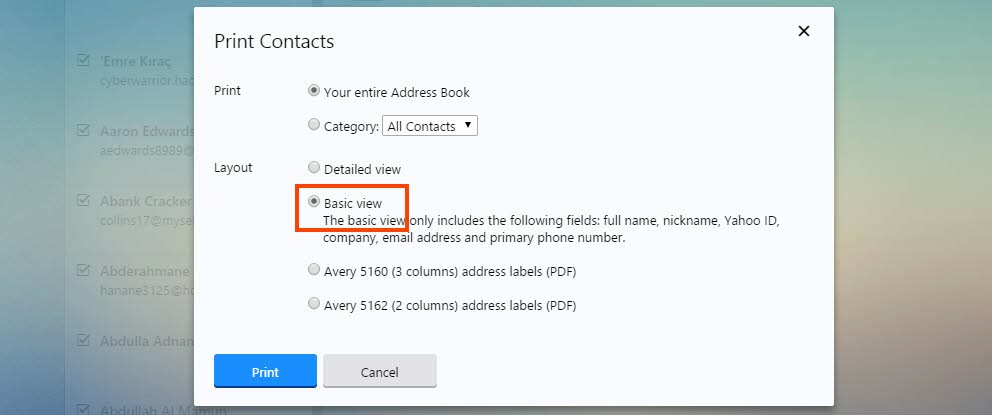 Print Contacts
Print
Your entire Address Book
Category: All Contacts
Layout
Detailed view
Basic view
The basic view only includes the following fields: full name, nickname, Yahoo ID,
company, email address and primary phone number.
Avery 5160 (3 columns) address labels (PDF)
Avery 5162 (2 columns) address labels (PDF)
Print
Cancel
'Emre Kıraç
cyberwarrior.hac
Aaron Edwards
aedwards8989@
Abank Cracker
collins17@mysel
Abderahmane
hanane3125@ho
Abdulla Adnan
Abdullah Al Mamun